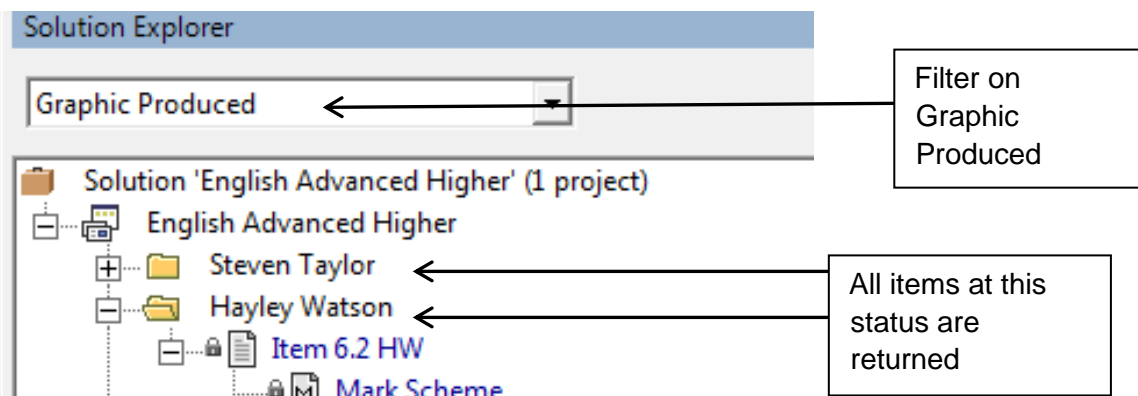 Solution Explorer
Graphic Produced
Filter on
Graphic
Produced
Solution 'English Advanced Higher' (1 project)
English Advanced Higher
Steven Taylor
Hayley Watson
Item 6.2 HW
Mark Scheme
All items at this
status are
returned